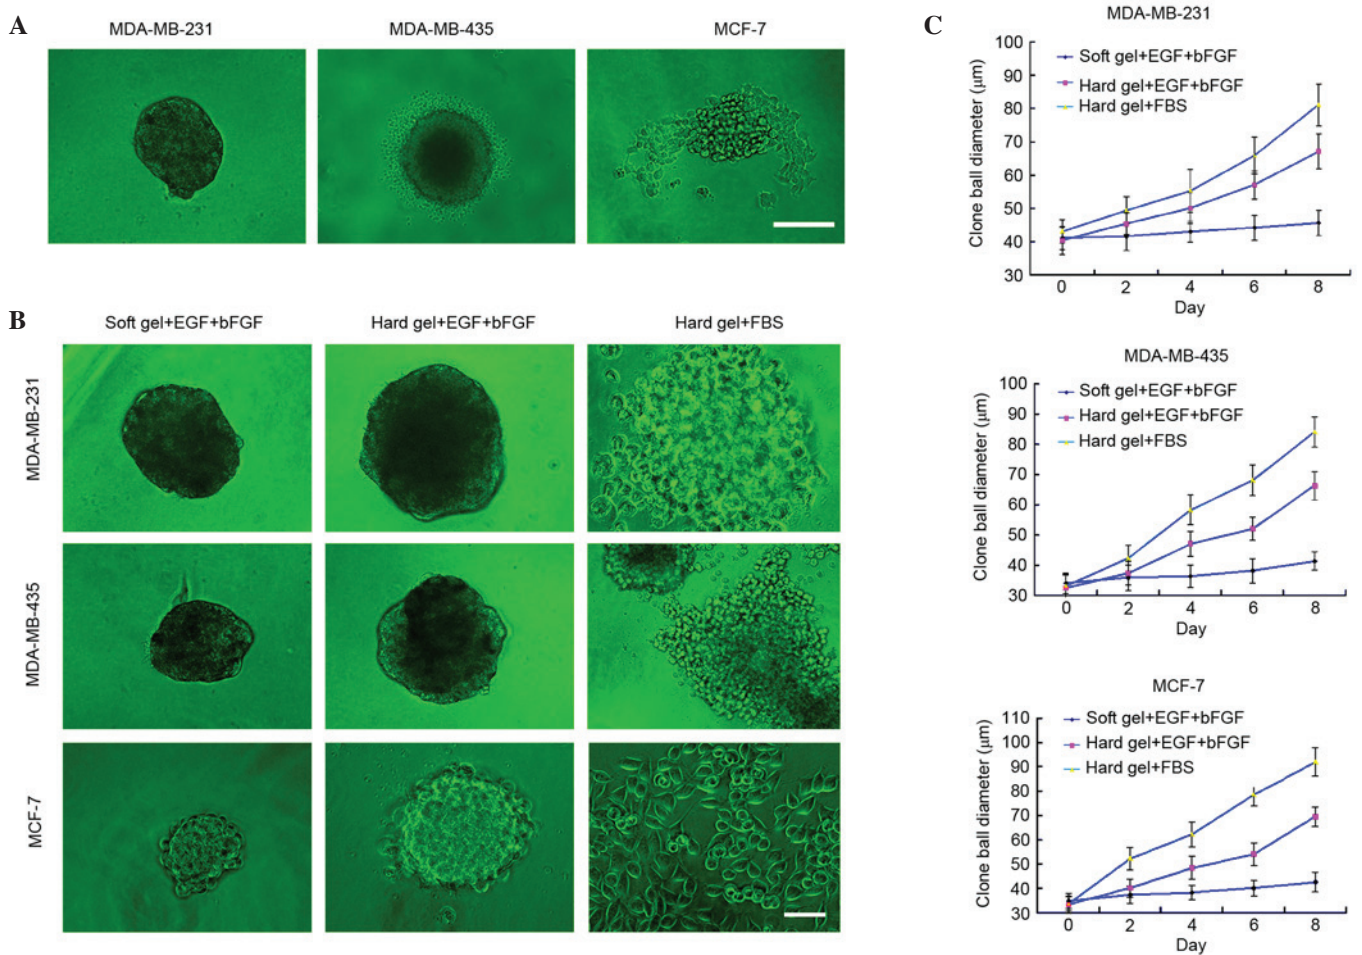 A
MDA-MB-231
MDA-MB-435
MCF-7
B
Soft gel+EGF+bFGF
Hard gel+EGF+bFGF
Hard gel+FBS
MDA-MB-231
MDA-MB-435
MCF-7
C
MDA-MB-231
Clone ball diameter (μm)
100
90
80
70
60
50
40
30
Soft gel+EGF+bFGF
Hard gel+EGF+bFGF
Hard gel+FBS
0 2 4 6 8
Day
MDA-MB-435
Clone ball diameter (μm)
100
90
80
70
60
50
40
30
Soft gel+EGF+bFGF
Hard gel+EGF+bFGF
Hard gel+FBS
0 2 4 6 8
Day
MCF-7
Clone ball diameter (μm)
110
100
90
80
70
60
50
40
30
Soft gel+EGF+bFGF
Hard gel+EGF+bFGF
Hard gel+FBS
0 2 4 6 8
Day